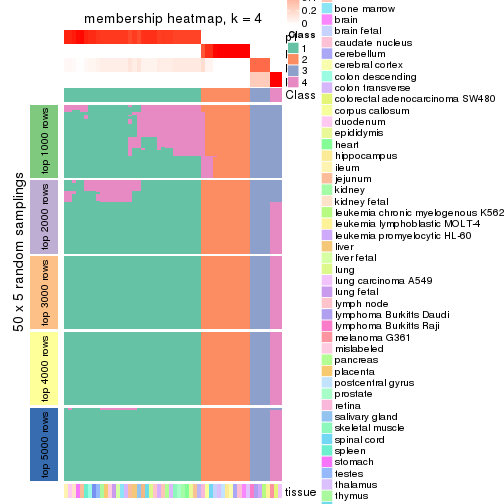 membership heatmap, k = 4
0.2
0
Class
1
2
3
4
Class
50 x 5 random samplings
top 1000 rows
top 2000 rows
top 3000 rows
top 4000 rows
top 5000 rows
tissue
bone marrow
brain
brain fetal
caudate nucleus
cerebellum
cerebral cortex
colon descending
colon transverse
colorectal adenocarcinoma SW480
corpus callosum
duodenum
epididymis
heart
hippocampus
ileum
jejunum
kidney
kidney fetal
leukemia chronic myelogenous K562
leukemia lymphoblastic MOLT-4
leukemia promyelocytic HL-60
liver
liver fetal
lung
lung carcinoma A549
lung fetal
lymph node
lymphoma Burkitts Daudi
lymphoma Burkitts Raji
melanoma G361
mislabeled
pancreas
placenta
postcentral gyrus
prostate
retina
salivary gland
skeletal muscle
spinal cord
spleen
stomach
testes
thalamus
thymus